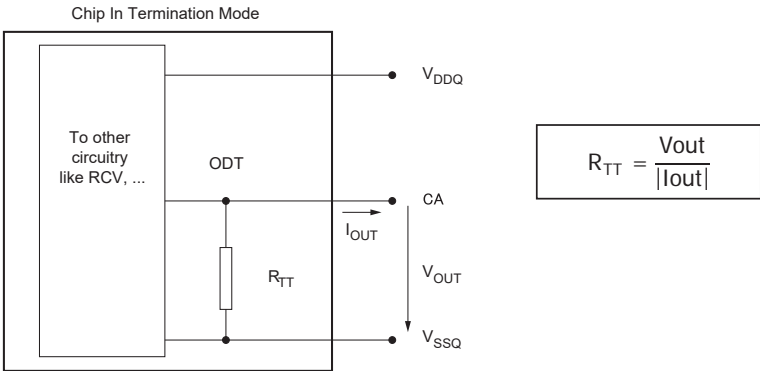 Chip In Termination Mode
To other
circuitry
like RCV, ...
ODT
R_TT
I_OUT
V_DDQ
CA
V_OUT
V_SSQ
R_TT = Vout / |Iout|